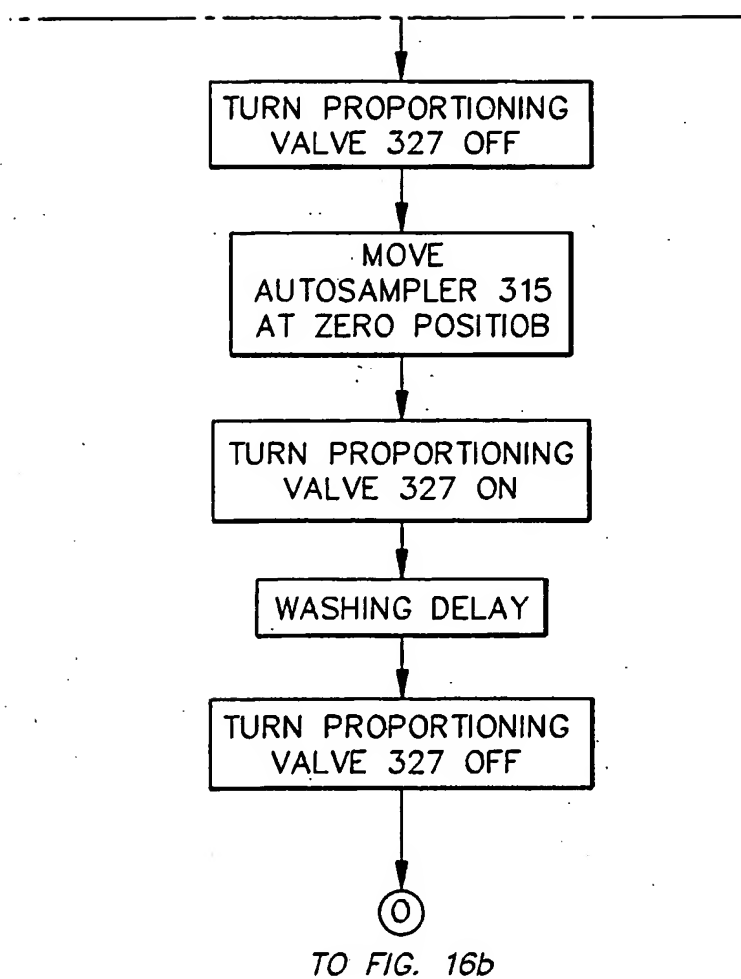 TURN PROPORTIONING
VALVE 327 OFF
MOVE
AUTOSAMPLER 315
AT ZERO POSITIOB
TURN PROPORTIONING
VALVE 327 ON
WASHING DELAY
TURN PROPORTIONING
VALVE 327 OFF
O
TO FIG. 16b